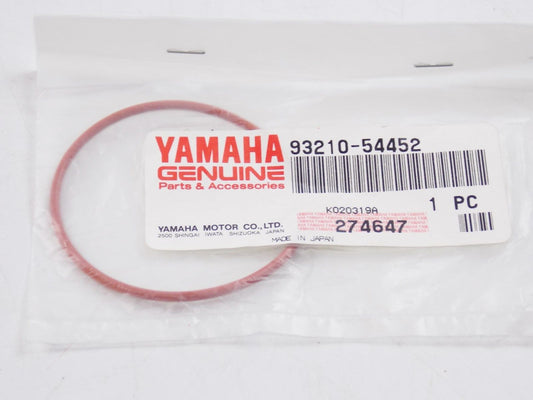 YAMAHA
GENUINE
Parts & Accessories
YAMAHA MOTOR CO., LTD.
2500 SHINGAI IWATA SHIZUOKA JAPAN
93210-54452
1 PC
K020319A
274647
MADE IN JAPAN